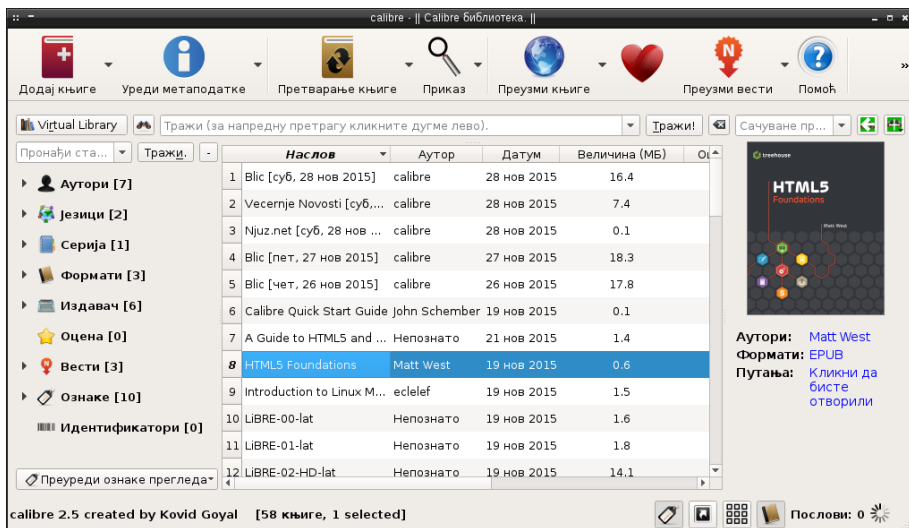 calibre - || Calibre библиотека. ||
Додај књиге Уреди метаподатке Претварање књиге Приказ Преузми књиге Преузми вести Помоћ »
Virtual Library Тражи (за напредну претрагу кликните дугме лево). Тражи! Сачуване пр...
Пронађи ста... Тражи. -
Аутори [7]
Језици [2]
Серија [1]
Формати [3]
Издавач [6]
Оцена [0]
Вести [3]
Ознаке [10]
Идентификатори [0]
Преуреди ознаке прегледа
Наслов Аутор Датум Величина (МБ)
1 Blic [суб, 28 нов 2015] calibre 28 нов 2015 16.4
2 Vecernje Novosti [суб,... calibre 28 нов 2015 7.4
3 Njuz.net [суб, 28 нов ... calibre 28 нов 2015 0.1
4 Blic [пет, 27 нов 2015] calibre 27 нов 2015 18.3
5 Blic [чет, 26 нов 2015] calibre 26 нов 2015 17.8
6 Calibre Quick Start Guide John Schember 19 нов 2015 0.1
7 A Guide to HTML5 and ... Непознато 21 нов 2015 1.4
8 HTML5 Foundations Matt West 19 нов 2015 0.6
9 Introduction to Linux M... eclelef 19 нов 2015 1.5
10 LiBRE-00-lat Непознато 19 нов 2015 1.6
11 LiBRE-01-lat Непознато 19 нов 2015 1.8
12 LiBRE-02-HD-lat Непознато 19 нов 2015 14.1
treehouse
HTML5
Foundations
Matt West
Аутори: Matt West
Формати: EPUB
Путања: Кликни да
бисте
отворили
calibre 2.5 created by Kovid Goyal [58 књиге, 1 selected] Послови: 0